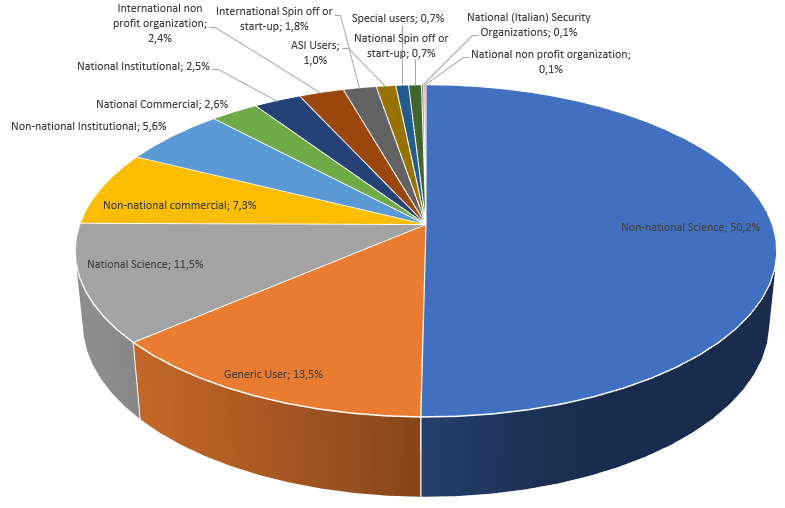 International non
profit organization;
2,4%
International Spin off or
start-up; 1,8%
Special users; 0,7%
National (Italian) Security
Organizations; 0,1%
ASI Users;
1,0%
National Spin off or
start-up; 0,7%
National non profit organization;
0,1%
National Institutional; 2,5%
National Commercial; 2,6%
Non-national Institutional; 5,6%
Non-national commercial; 7,3%
Non-national Science; 50,2%
National Science; 11,5%
Generic User; 13,5%